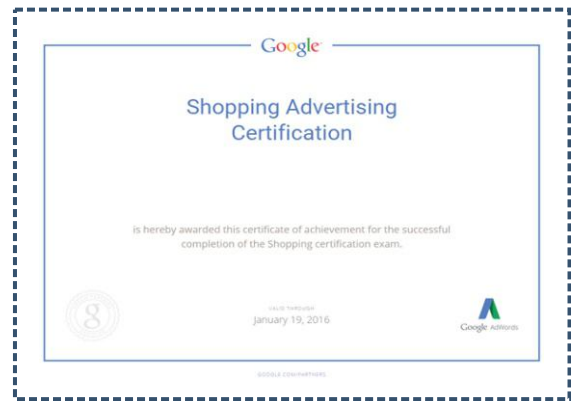 Google
Shopping Advertising
Certification
is hereby awarded this certificate of achievement for the successful
completion of the Shopping certification exam.
VALID THROUGH
January 19, 2016
g
Google AdWords
GOOGLE.COM/PARTNERS